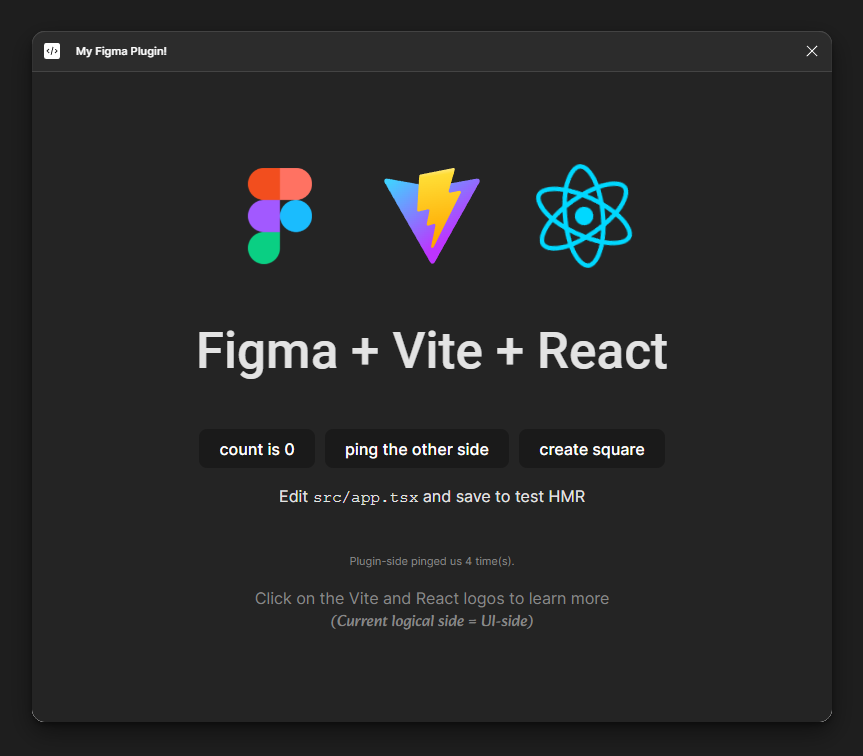 My Figma Plugin!
Figma + Vite + React
count is 0 ping the other side create square
Edit src/app.tsx and save to test HMR
Plugin-side pinged us 4 time(s).
Click on the Vite and React logos to learn more
(Current logical side = UI-side)